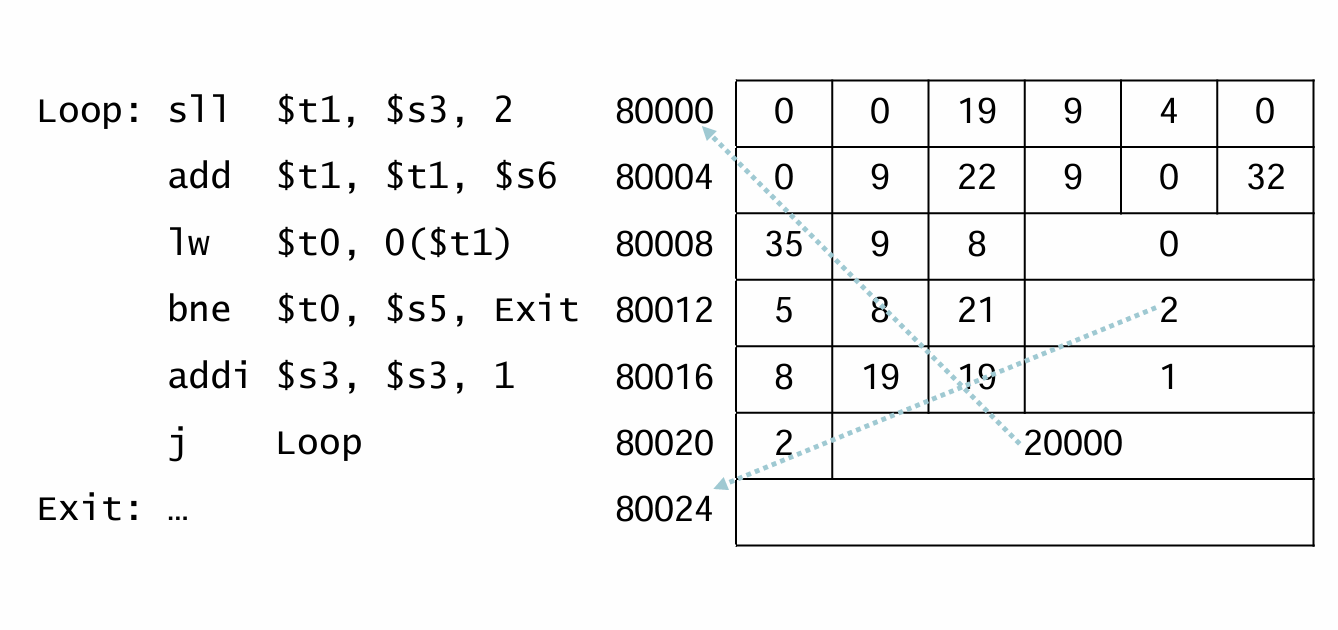 Loop: sll $t1, $s3, 2 80000 0 0 19 9 4 0
add $t1, $t1, $s6 80004 0 9 22 9 0 32
lw $t0, 0($t1) 80008 35 9 8 0
bne $t0, $s5, Exit 80012 5 8 21 2
addi $s3, $s3, 1 80016 8 19 19 1
j Loop 80020 2 20000
Exit: … 80024